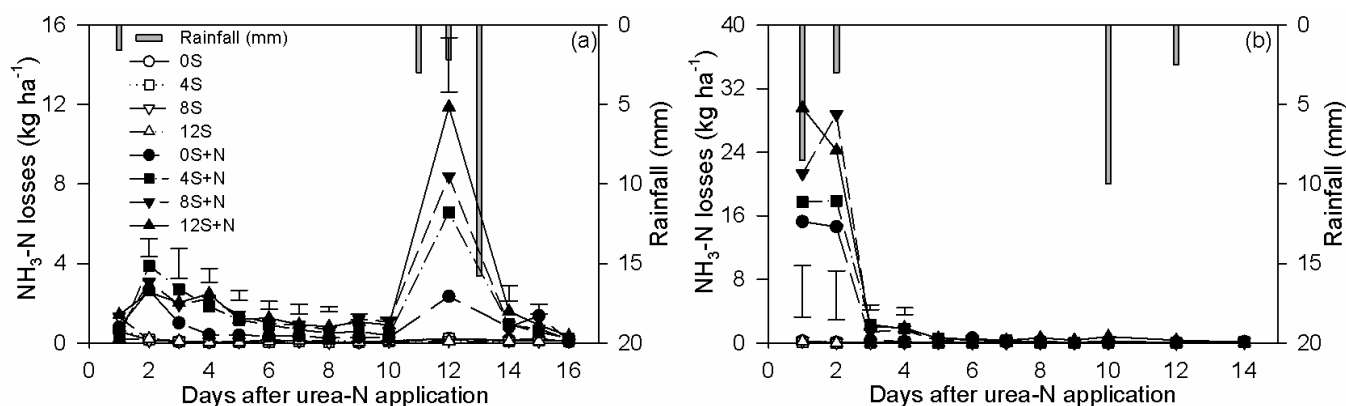 16
12
8
4
0
NH3-N losses (kg ha-1)
Rainfall (mm)
0S
4S
8S
12S
0S+N
4S+N
8S+N
12S+N
(a)
0
5
10
15
20
Rainfall (mm)
0 2 4 6 8 10 12 14 16
Days after urea-N application
40
32
24
16
8
0
NH3-N losses (kg ha-1)
(b)
0
5
10
15
20
Rainfall (mm)
0 2 4 6 8 10 12 14
Days after urea-N application